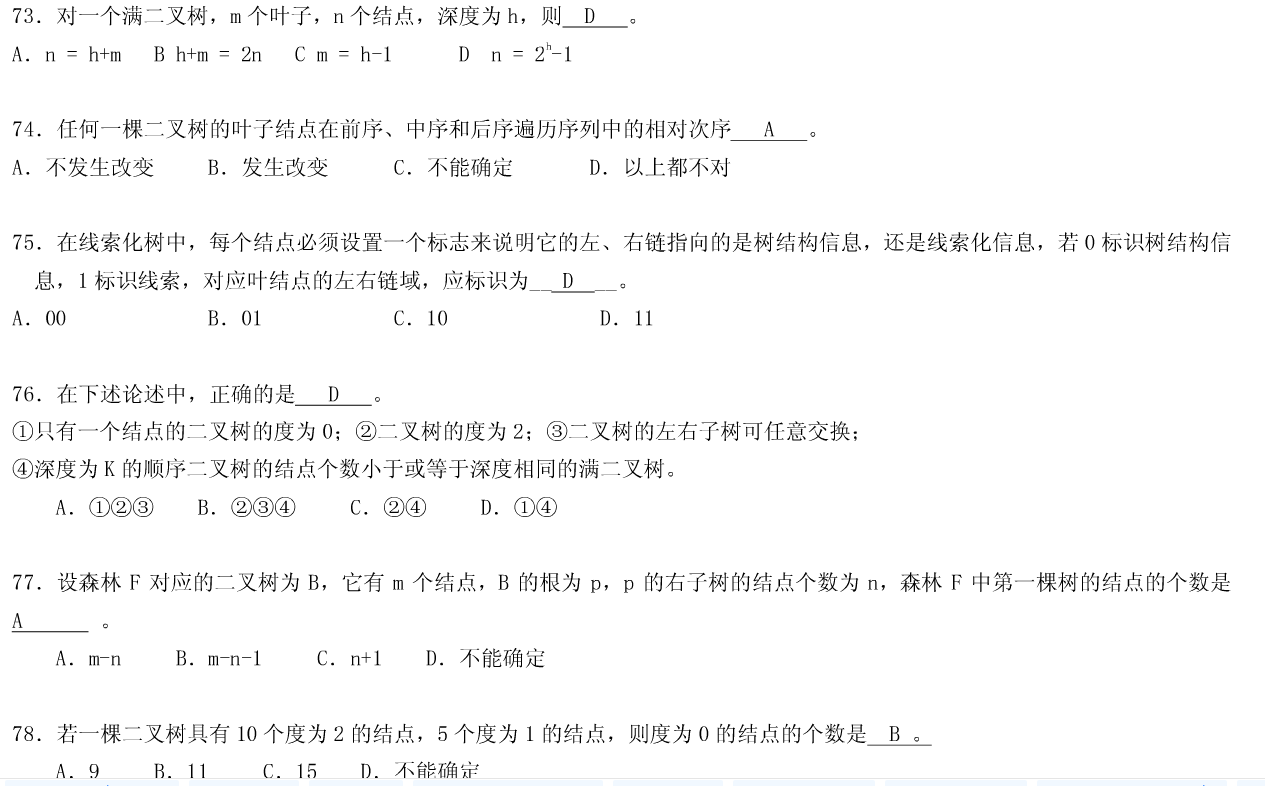 73. 对一个满二叉树，m 个叶子，n 个结点，深度为 h，则 D 。
A. n = h+m B h+m = 2n C m = h-1 D n = 2^h-1
74. 任何一棵二叉树的叶子结点在前序、中序和后序遍历序列中的相对次序 A 。
A. 不发生改变 B. 发生改变 C. 不能确定 D. 以上都不对
75. 在线索化树中，每个结点必须设置一个标志来说明它的左、右链指向的是树结构信息，还是线索化信息，若 0 标识树结构信
息，1 标识线索，对应叶结点的左右链域，应标识为__ D __。
A. 00 B. 01 C. 10 D. 11
76. 在下述论述中，正确的是 D 。
①只有一个结点的二叉树的度为 0；②二叉树的度为 2；③二叉树的左右子树可任意交换；
④深度为 K 的顺序二叉树的结点个数小于或等于深度相同的满二叉树。
A. ①②③ B. ②③④ C. ②④ D. ①④
77. 设森林 F 对应的二叉树为 B，它有 m 个结点，B 的根为 p，p 的右子树的结点个数为 n，森林 F 中第一棵树的结点的个数是
A 。
A. m-n B. m-n-1 C. n+1 D. 不能确定
78. 若一棵二叉树具有 10 个度为 2 的结点，5 个度为 1 的结点，则度为 0 的结点的个数是 B 。
A. 9 B. 11 C. 15 D. 不能确定